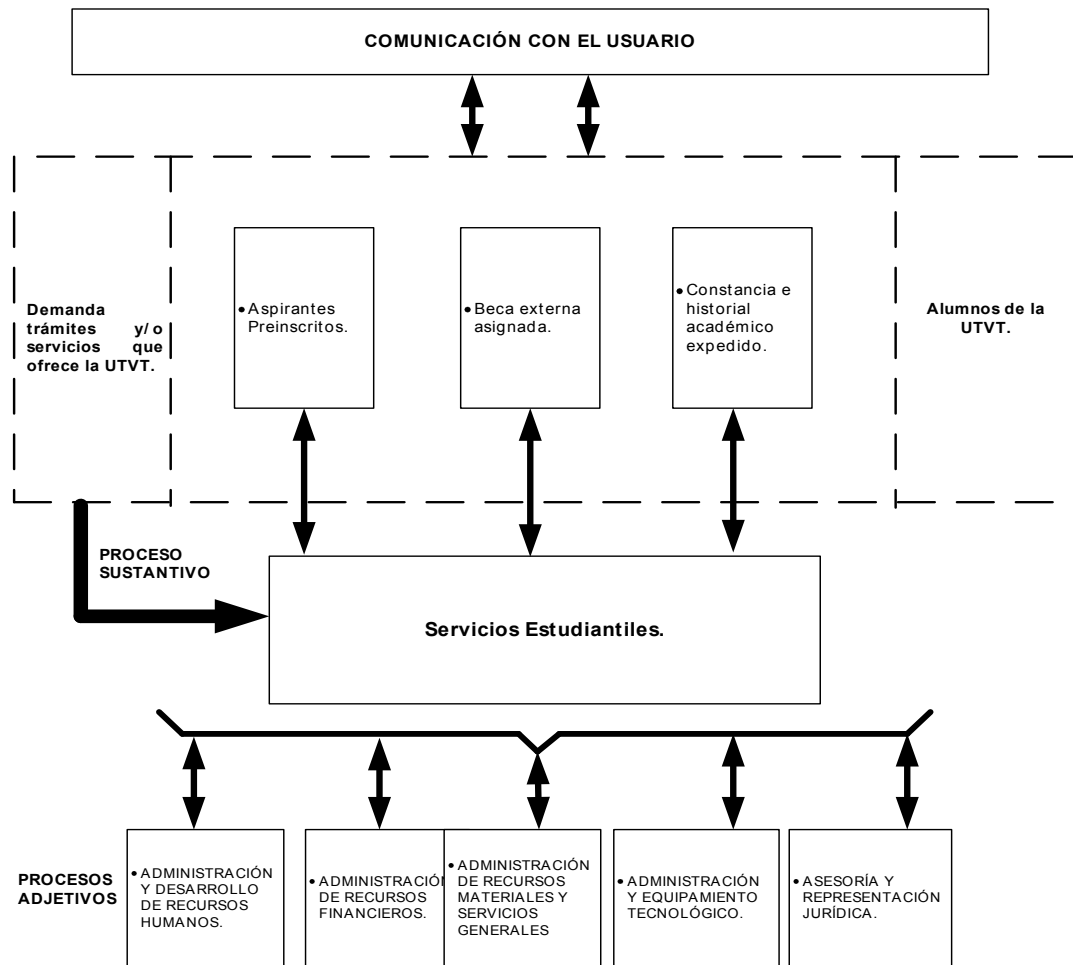 COMUNICACIÓN CON EL USUARIO
Demanda
trámites y/o
servicios que
ofrece la UTVT.
• Aspirantes
Preinscritos.
• Beca externa
asignada.
• Constancia e
historial
académico
expedido.
Alumnos de la
UTVT.
PROCESO
SUSTANTIVO
Servicios Estudiantiles.
PROCESOS
ADJETIVOS
• ADMINISTRACIÓN
Y DESARROLLO
DE RECURSOS
HUMANOS.
• ADMINISTRACIÓN
DE RECURSOS
FINANCIEROS.
• ADMINISTRACIÓN
DE RECURSOS
MATERIALES Y
SERVICIOS
GENERALES
• ADMINISTRACIÓN
Y EQUIPAMIENTO
TECNOLÓGICO.
• ASESORÍA Y
REPRESENTACIÓN
JURÍDICA.